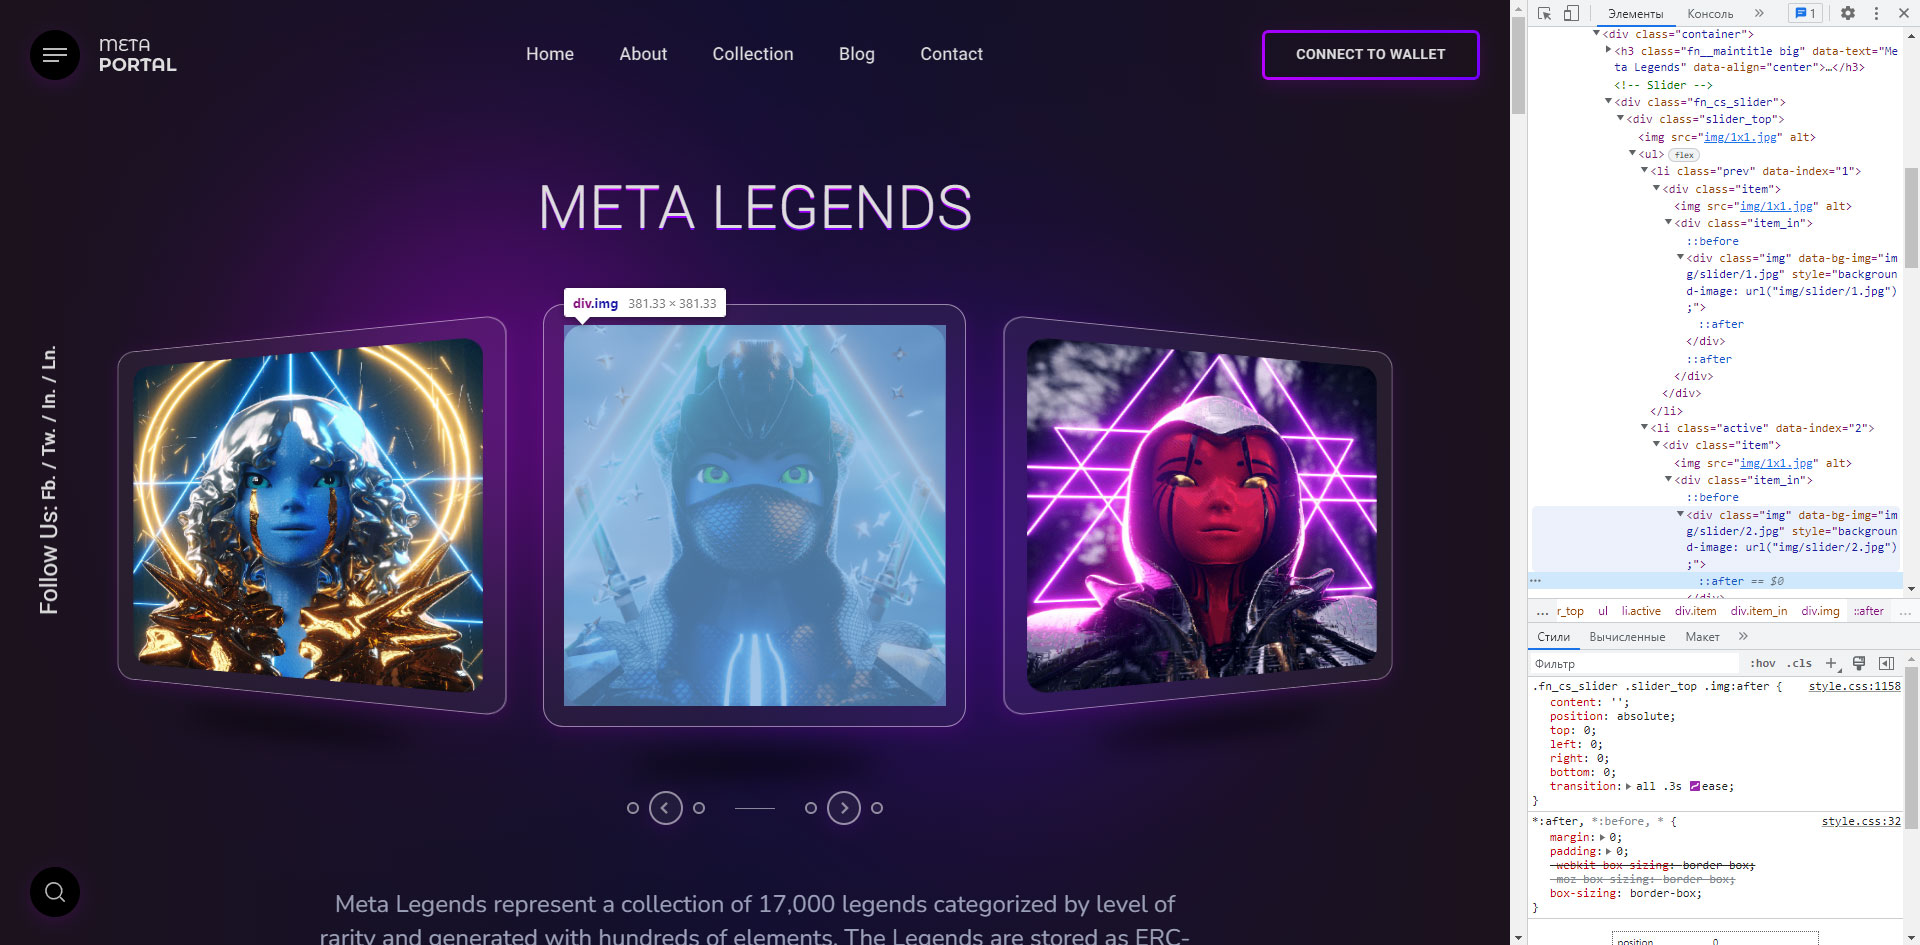 META
PORTAL
Home
About
Collection
Blog
Contact
CONNECT TO WALLET
META LEGENDS
div.img 381.33 × 381.33
Follow Us: Fb. / Tw. / In. / Ln.
Meta Legends represent a collection of 17,000 legends categorized by level of
rarity and generated with hundreds of elements. The Legends are stored as ERC-
Элементы
Консоль
»
1
<div class="container">
<h3 class="fn__maintitle big" data-text="Me
ta Legends" data-align="center">…</h3>
<!-- Slider -->
<div class="fn_cs_slider">
<div class="slider_top">
<img src="img/1x1.jpg" alt>
<ul> flex
<li class="prev" data-index="1">
<div class="item">
<img src="img/1x1.jpg" alt>
<div class="item_in">
::before
<div class="img" data-bg-img="im
g/slider/1.jpg" style="backgroun
d-image: url("img/slider/1.jpg")
;">
::after
</div>
::after
</div>
</div>
</li>
<li class="active" data-index="2">
<div class="item">
<img src="img/1x1.jpg" alt>
<div class="item_in">
::before
<div class="img" data-bg-img="im
g/slider/2.jpg" style="backgroun
d-image: url("img/slider/2.jpg")
;">
::after == $0
</div>
… r_top ul li.active div.item div.item_in div.img ::after …
Стили
Вычисленные
Макет
»
Фильтр
:hov .cls +
.fn_cs_slider .slider_top .img:after { style.css:1158
content: '';
position: absolute;
top: 0;
left: 0;
right: 0;
bottom: 0;
transition: all .3s ease;
}
*:after, *:before, * { style.css:32
margin: 0;
padding: 0;
-webkit-box-sizing: border-box;
-moz-box-sizing: border-box;
box-sizing: border-box;
}
position 0